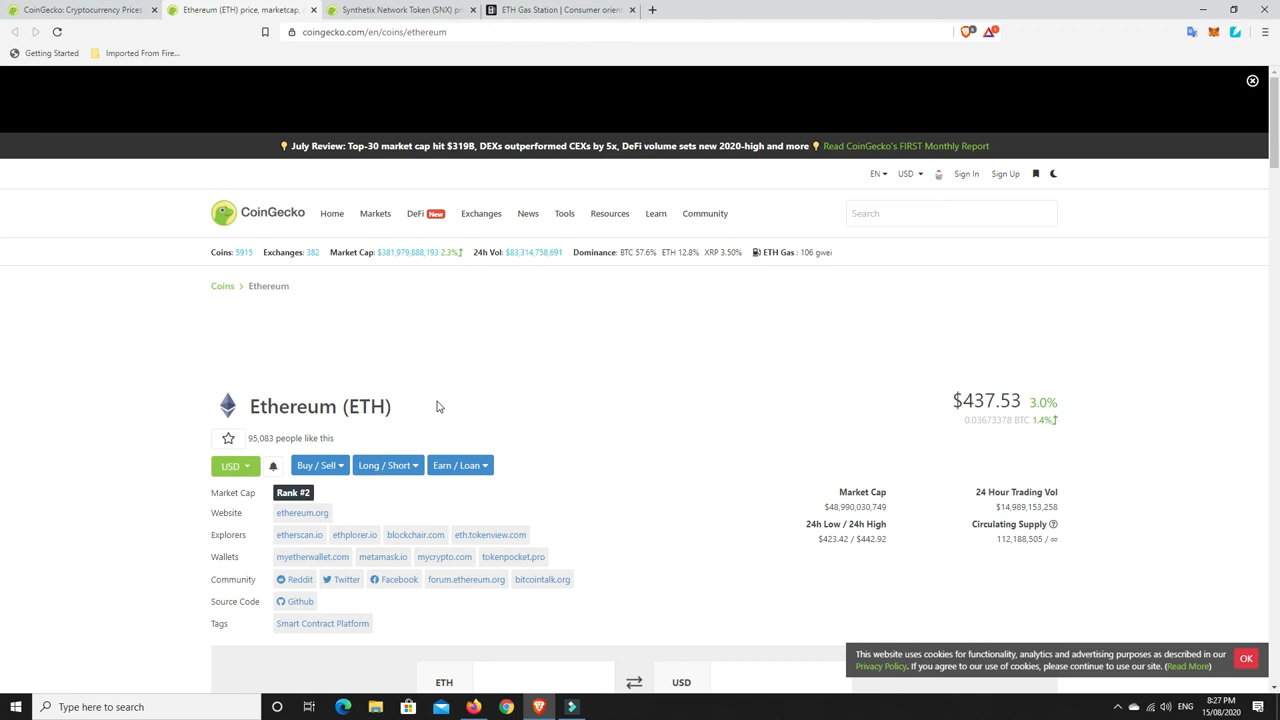 CoinGecko: Cryptocurrency Prices
Ethereum (ETH) price, marketcap,
Synthetix Network Token (SNX) pri
ETH Gas Station | Consumer orient
coingecko.com/en/coins/ethereum
Getting Started
Imported From Fire...
July Review: Top-30 market cap hit $319B, DEXs outperformed CEXs by 5x, DeFi volume sets new 2020-high and more Read CoinGecko's FIRST Monthly Report
EN USD Sign In Sign Up
CoinGecko Home Markets DeFi New Exchanges News Tools Resources Learn Community Search
Coins: 5915 Exchanges: 382 Market Cap: $381,979,888,193 2.3% 24h Vol: $83,314,758,691 Dominance: BTC 57.6% ETH 12.8% XRP 3.50% ETH Gas : 106 gwei
Coins > Ethereum
Ethereum (ETH)
$437.53 3.0%
0.03673378 BTC 1.4%
95,083 people like this
USD Buy / Sell Long / Short Earn / Loan
Market Cap Rank #2
Website ethereum.org
Explorers etherscan.io ethplorer.io blockchair.com eth.tokenview.com
Wallets myetherwallet.com metamask.io mycrypto.com tokenpocket.pro
Community Reddit Twitter Facebook forum.ethereum.org bitcointalk.org
Source Code Github
Tags Smart Contract Platform
Market Cap 24 Hour Trading Vol
$48,990,030,749 $14,989,153,258
24h Low / 24h High Circulating Supply
$423.42 / $442.92 112,188,505 / ∞
ETH USD
This website uses cookies for functionality, analytics and advertising purposes as described in our
Privacy Policy. If you agree to our use of cookies, please continue to use our site. (Read More)
OK
Type here to search
ENG
8:27 PM
15/08/2020